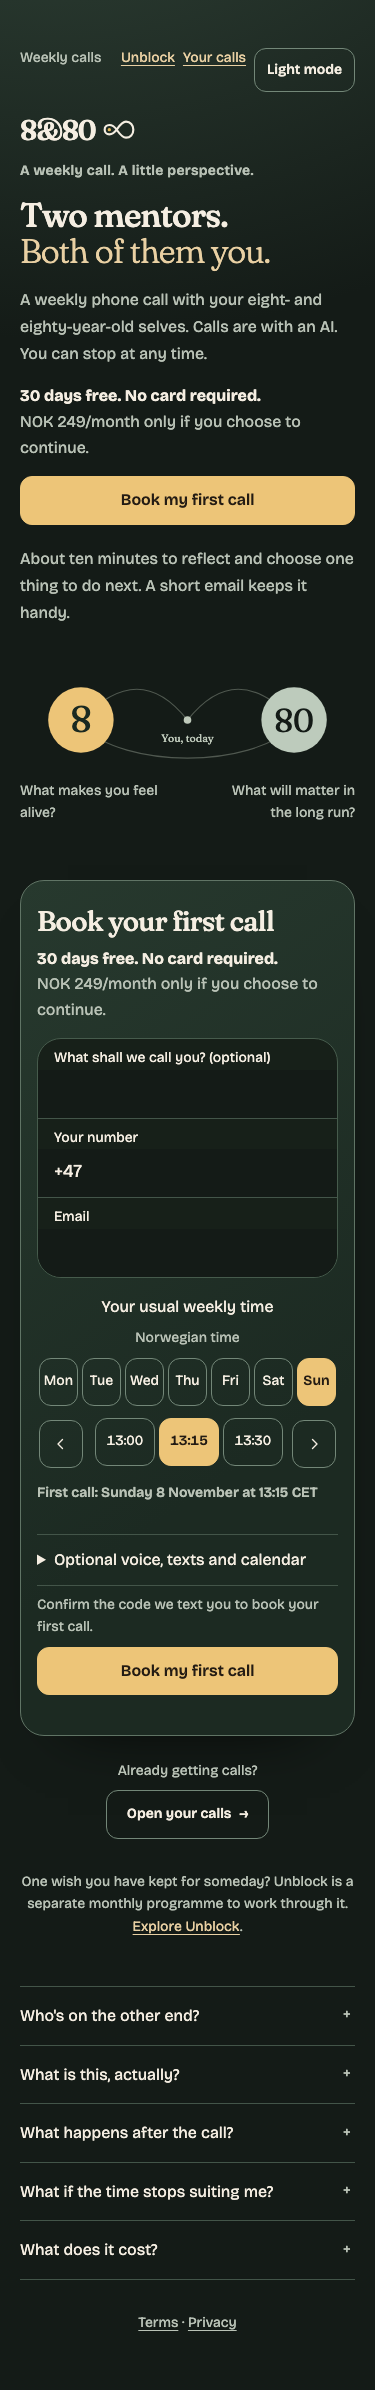 Weekly calls Unblock Your calls Light mode
8&80
A weekly call. A little perspective.
Two mentors.
Both of them you.
A weekly phone call with your eight- and
eighty-year-old selves. Calls are with an AI.
You can stop at any time.
30 days free. No card required.
NOK 249/month only if you choose to
continue.
Book my first call
About ten minutes to reflect and choose one
thing to do next. A short email keeps it
handy.
8
80
You, today
What makes you feel
alive?
What will matter in
the long run?
Book your first call
30 days free. No card required.
NOK 249/month only if you choose to
continue.
What shall we call you? (optional)
Your number
+47
Email
Your usual weekly time
Norwegian time
Mon Tue Wed Thu Fri Sat Sun
13:00 13:15 13:30
First call: Sunday 8 November at 13:15 CET
Optional voice, texts and calendar
Confirm the code we text you to book your
first call.
Book my first call
Already getting calls?
Open your calls →
One wish you have kept for someday? Unblock is a
separate monthly programme to work through it.
Explore Unblock.
Who's on the other end? +
What is this, actually? +
What happens after the call? +
What if the time stops suiting me? +
What does it cost? +
Terms · Privacy